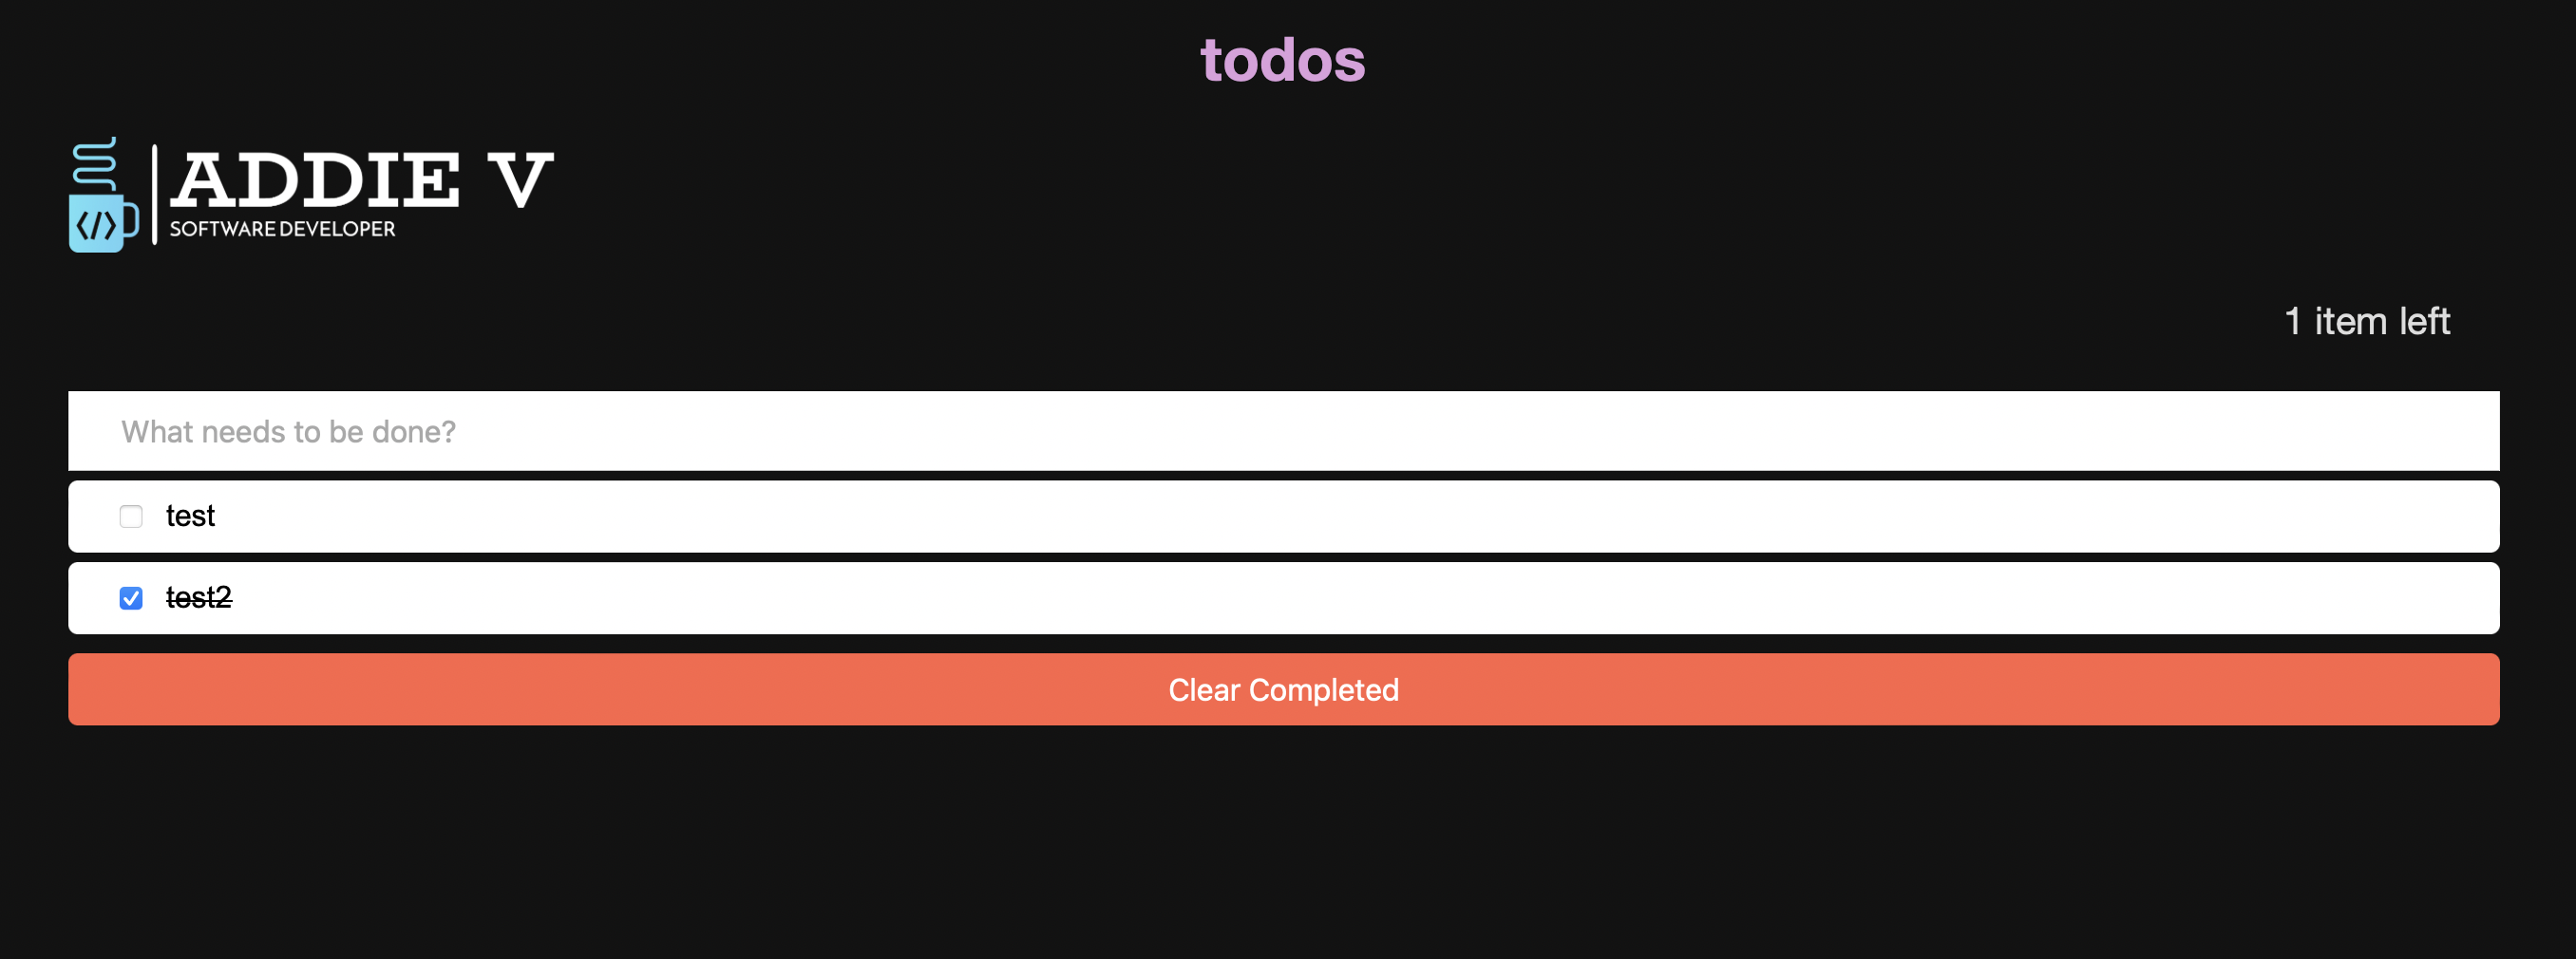 todos
</>
ADDIE V
SOFTWARE DEVELOPER
1 item left
What needs to be done?
test
test2
Clear Completed